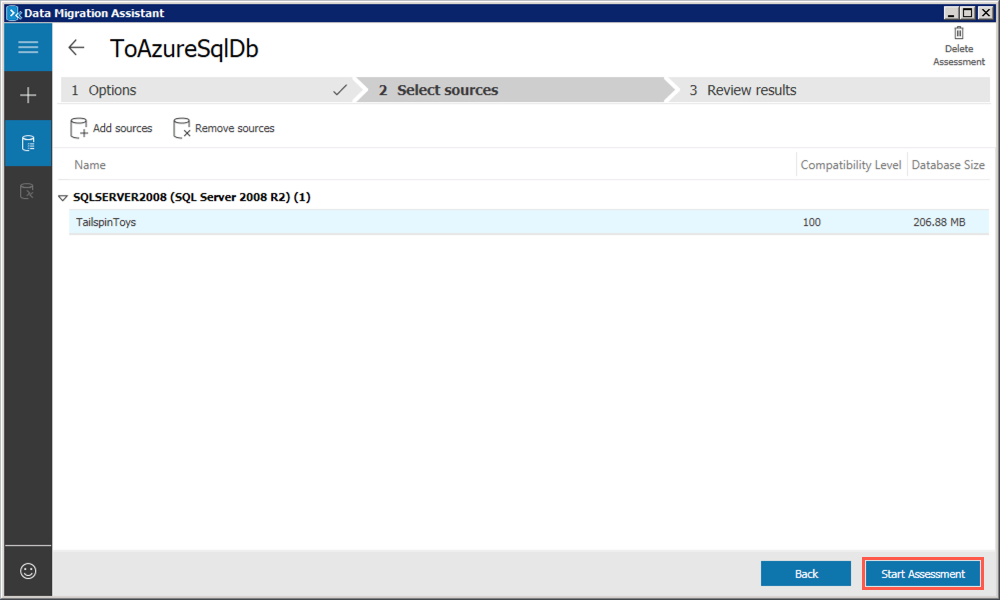 Data Migration Assistant
ToAzureSqlDb
Delete
Assessment
1 Options
2 Select sources
3 Review results
Add sources
Remove sources
Name
Compatibility Level
Database Size
SQLSERVER2008 (SQL Server 2008 R2) (1)
TailspinToys
100
206.88 MB
Back
Start Assessment